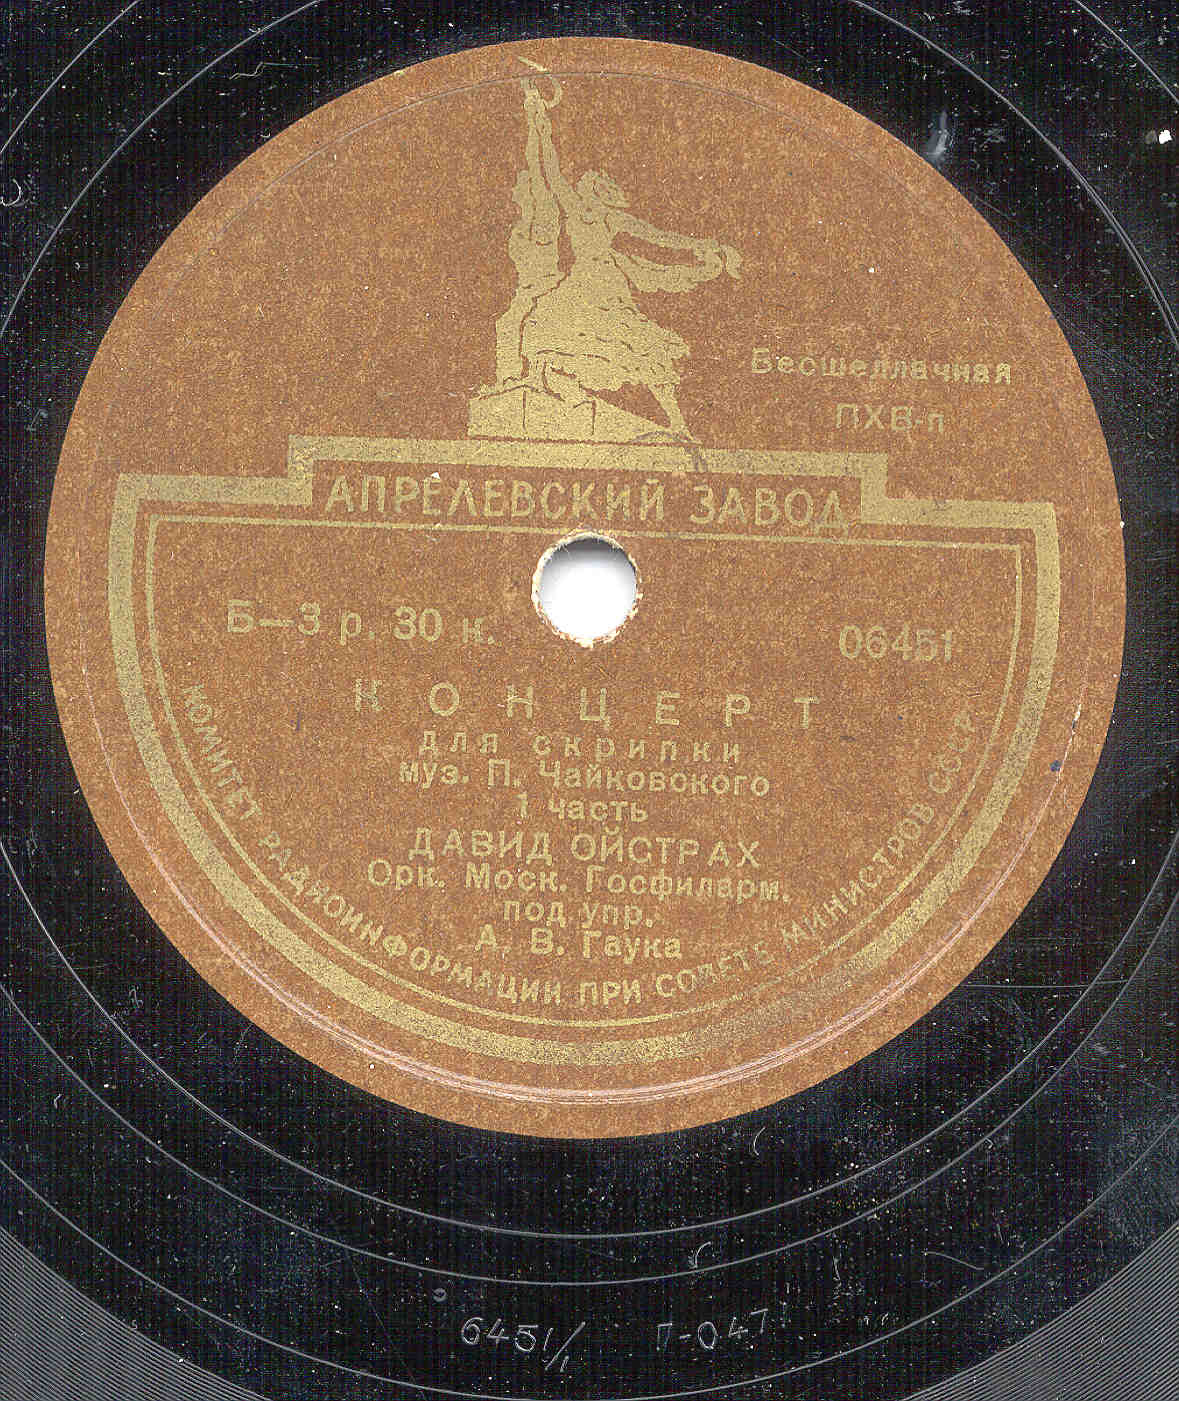 Бесшеллачная
ПХВ-п
АПРЕЛЕВСКИЙ ЗАВОД
Б—3 р. 30 к.
06451
КОНЦЕРТ
для скрипки
муз. П. Чайковского
1 часть
ДАВИД ОЙСТРАХ
Орк. Моск. Госфиларм.
под упр.
А. В. Гаука
КОМИТЕТ РАДИОИНФОРМАЦИИ ПРИ СОВЕТЕ МИНИСТРОВ СССР
6451/1 Г-047